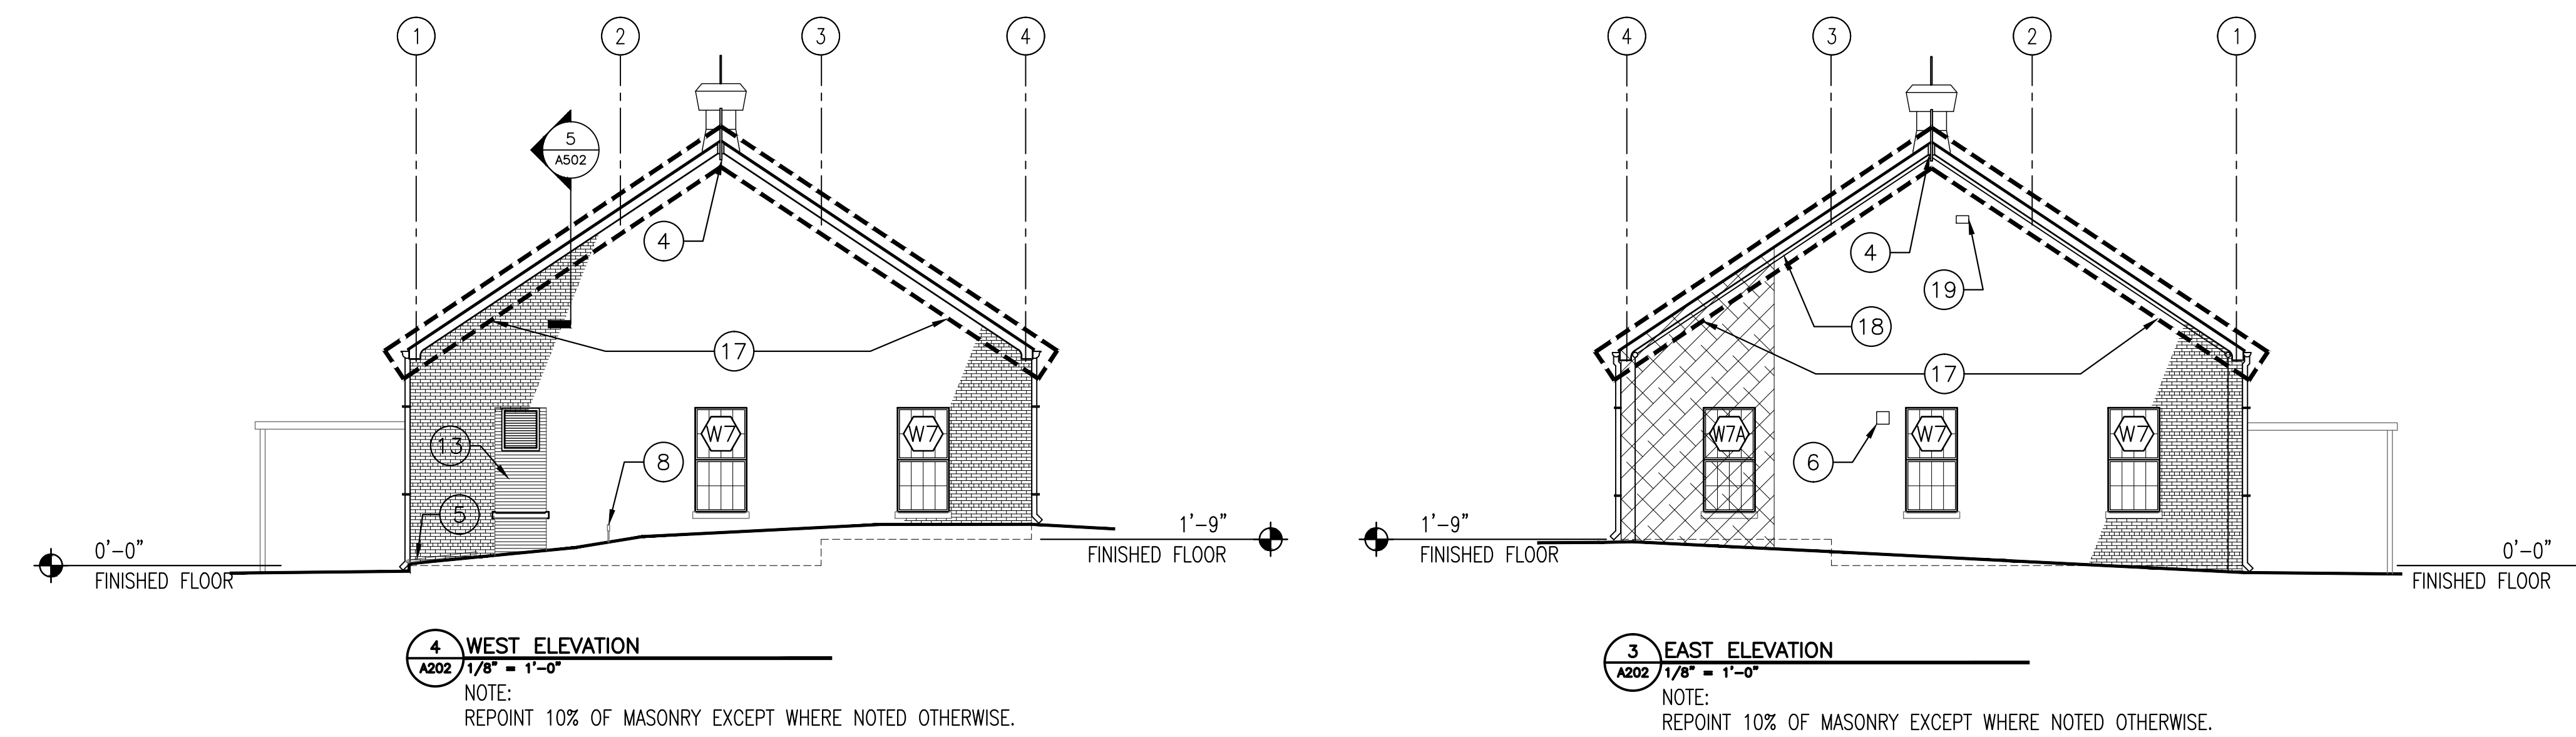 1 2 3 4
5
A502
4
17
13
5
8
W7 W7
0'-0"
FINISHED FLOOR
1'-9"
FINISHED FLOOR
4
A202
WEST ELEVATION
1/8" = 1'-0"
NOTE:
REPOINT 10% OF MASONRY EXCEPT WHERE NOTED OTHERWISE.
4 3 2 1
4
19
18
17
6
W7A W7 W7
1'-9"
FINISHED FLOOR
0'-0"
FINISHED FLOOR
3
A202
EAST ELEVATION
1/8" = 1'-0"
NOTE:
REPOINT 10% OF MASONRY EXCEPT WHERE NOTED OTHERWISE.